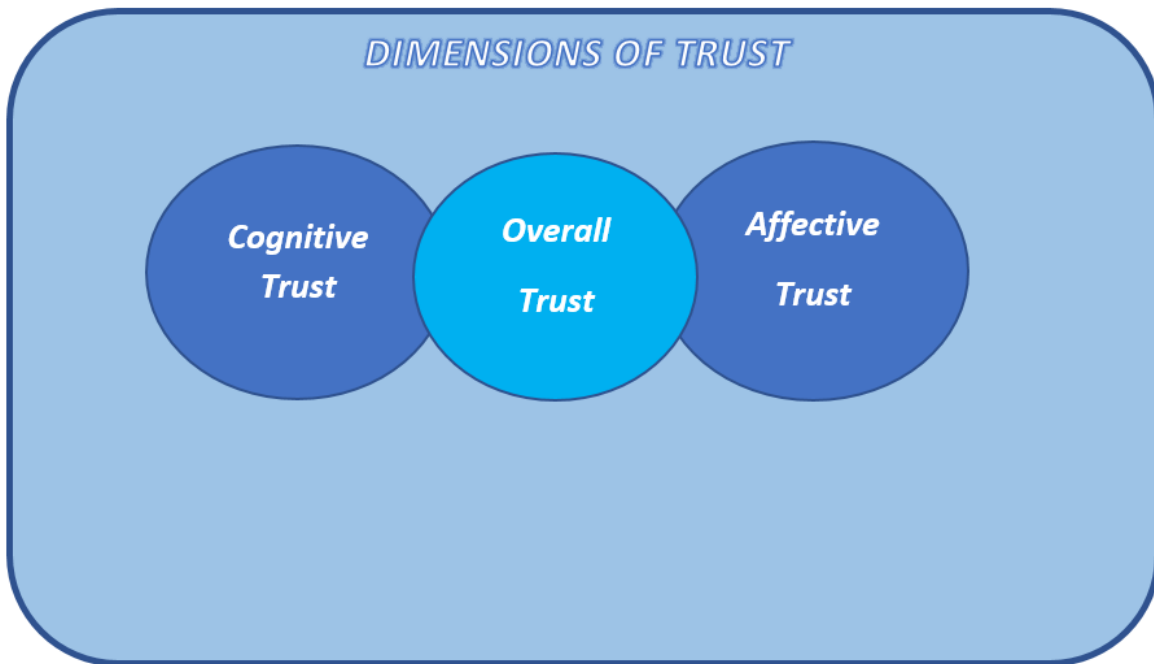 DIMENSIONS OF TRUST
Cognitive
Trust
Overall
Trust
Affective
Trust